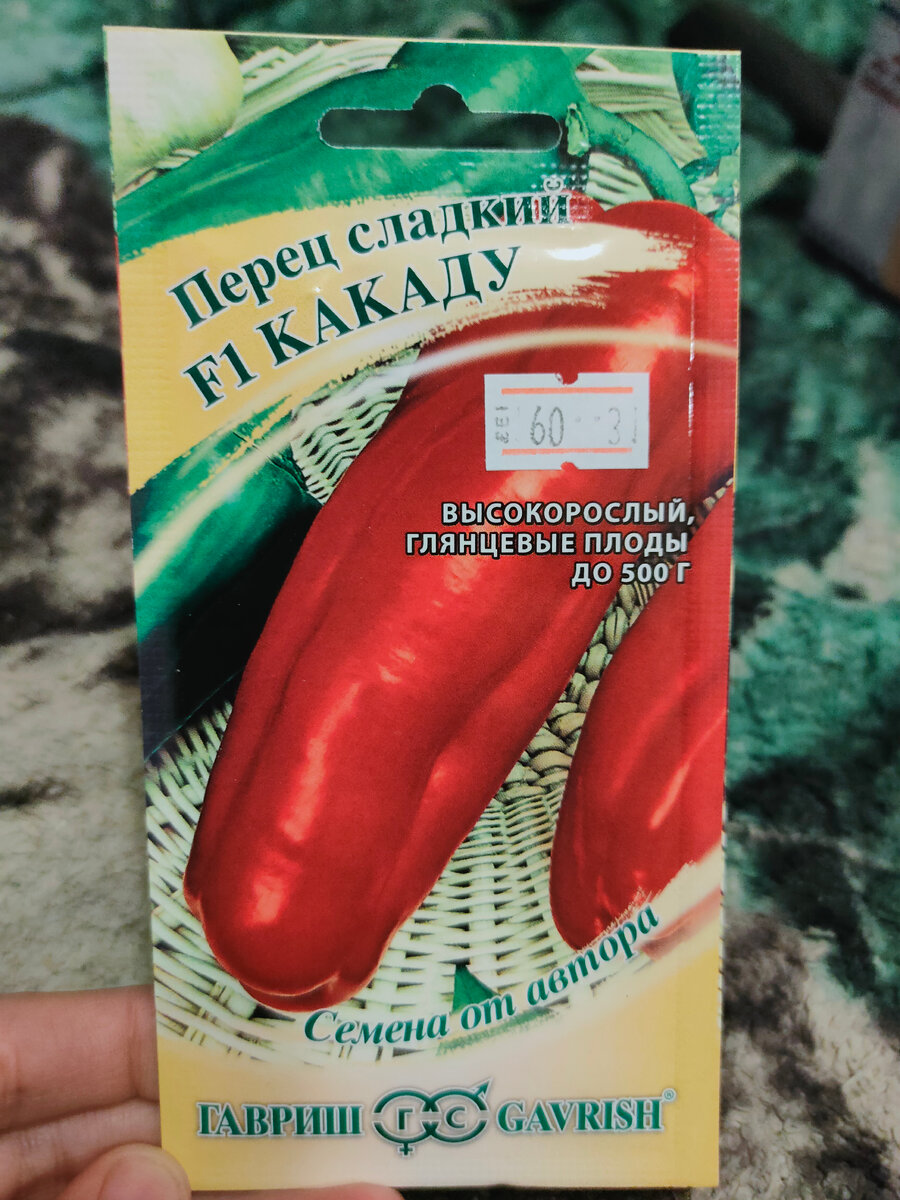 Перец сладкий
F1 КАКАДУ
60 31
ВЫСОКОРОСЛЫЙ,
ГЛЯНЦЕВЫЕ ПЛОДЫ
ДО 500 Г
Семена от автора
ГАВРИШ ГС GAVRISH®